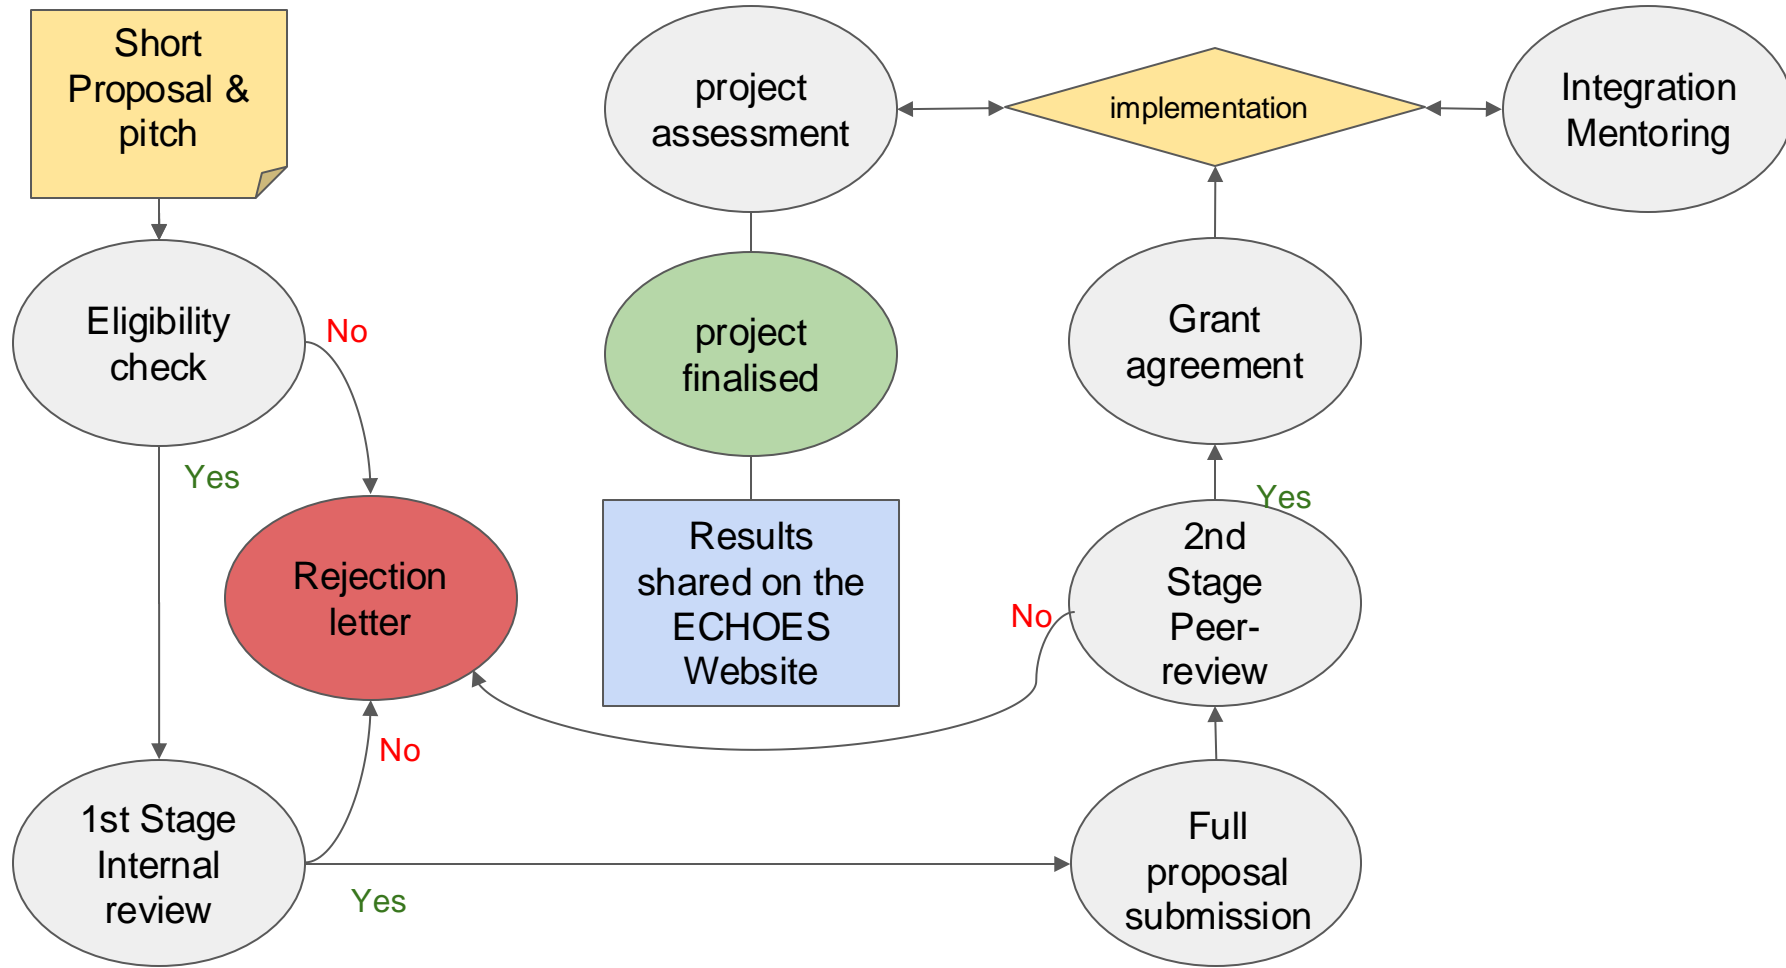 Short
Proposal &
pitch
Eligibility
check
No
Yes
Rejection
letter
1st Stage
Internal
review
No
Yes
project
assessment
project
finalised
Results
shared on the
ECHOES
Website
implementation
Integration
Mentoring
Grant
agreement
Yes
2nd
Stage
Peer-
review
No
Full
proposal
submission